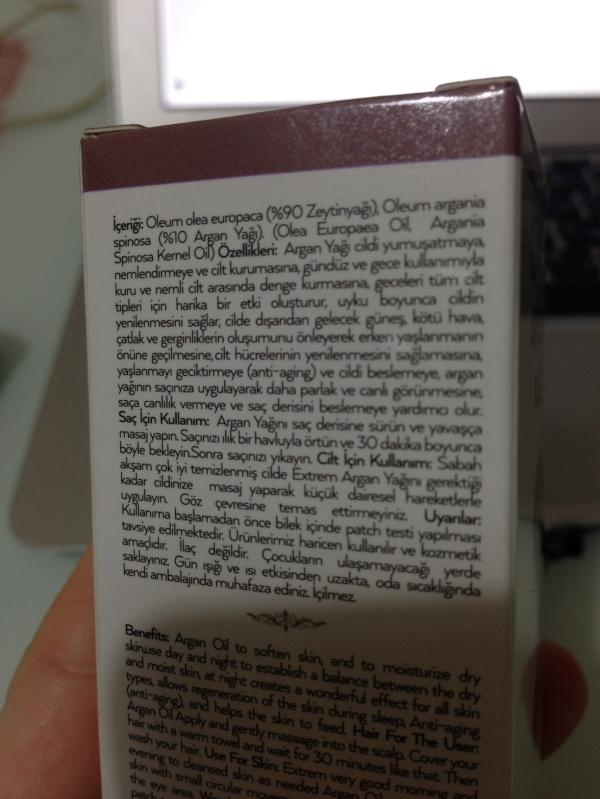 İçeriği: Oleum olea europaca (%90 Zeytinyağı), Oleum argania
spinosa (%10 Argan Yağı), (Olea Europaea Oil, Argania
Spinosa Kernel Oil) Özellikleri: Argan Yağı cildi yumuşatmaya,
nemlendirmeye ve cilt kurumasına, gündüz ve gece kullanımıyla
kuru ve nemli cilt arasında denge kurmasına, geceleri tüm cilt
tipleri için harika bir etki oluşturur, uyku boyunca cildin
yenilenmesini sağlar, cilde dışarıdan gelecek güneş, kötü hava,
çatlak ve gerginliklerin oluşumunu önleyerek erken yaşlanmanın
önüne geçilmesine,cilt hücrelerinin yenilenmesini sağlamasına,
yaşlanmayı geciktirmeye (anti-aging) ve cildi beslemeye, argan
yağının saçınıza uygulayarak daha parlak ve canlı görünmesine,
saça canlılık vermeye ve saç derisini beslemeye yardımcı olur.
Saç İçin Kullanım: Argan Yağını saç derisine sürün ve yavaşça
masaj yapın. Saçınızı ılık bir havluyla örtün ve 30 dakika boyunca
böyle bekleyin.Sonra saçınızı yıkayın. Cilt İçin Kullanım: Sabah
akşam çok iyi temizlenmiş cilde Extrem Argan Yağını gerektiği
kadar cildinize masaj yaparak küçük dairesel hareketlerle
uygulayın. Göz çevresine temas ettirmeyiniz. Uyarılar:
Kullanıma başlamadan önce bilek içinde patch testi yapılması
tavsiye edilmektedir. Ürünlerimiz haricen kullanılır ve kozmetik
amaçlıdır. İlaç değildir. Çocukların ulaşamayacağı yerde
saklayınız. Gün ışığı ve ısı etkisinden uzakta, oda sıcaklığında
kendi ambalajında muhafaza ediniz. İçilmez.
Benefits: Argan Oil to soften skin, and to moisturize dry
skin,use day and night to establish a balance between the dry
and moist skin, at night creates a wonderful effect for all skin
types, allows regeneration of the skin during sleep. Anti-aging
(anti-aging) and helps the skin to feed. Hair For The User:
Argan Oil Apply and gently massage into the scalp. Cover your
hair with a warm towel and wait for 30 minutes like that. Then
wash your hair. Use For Skin: Extrem very good morning and
evening to cleansed skin as needed Argan Oil
skin with small circular
the eye area.